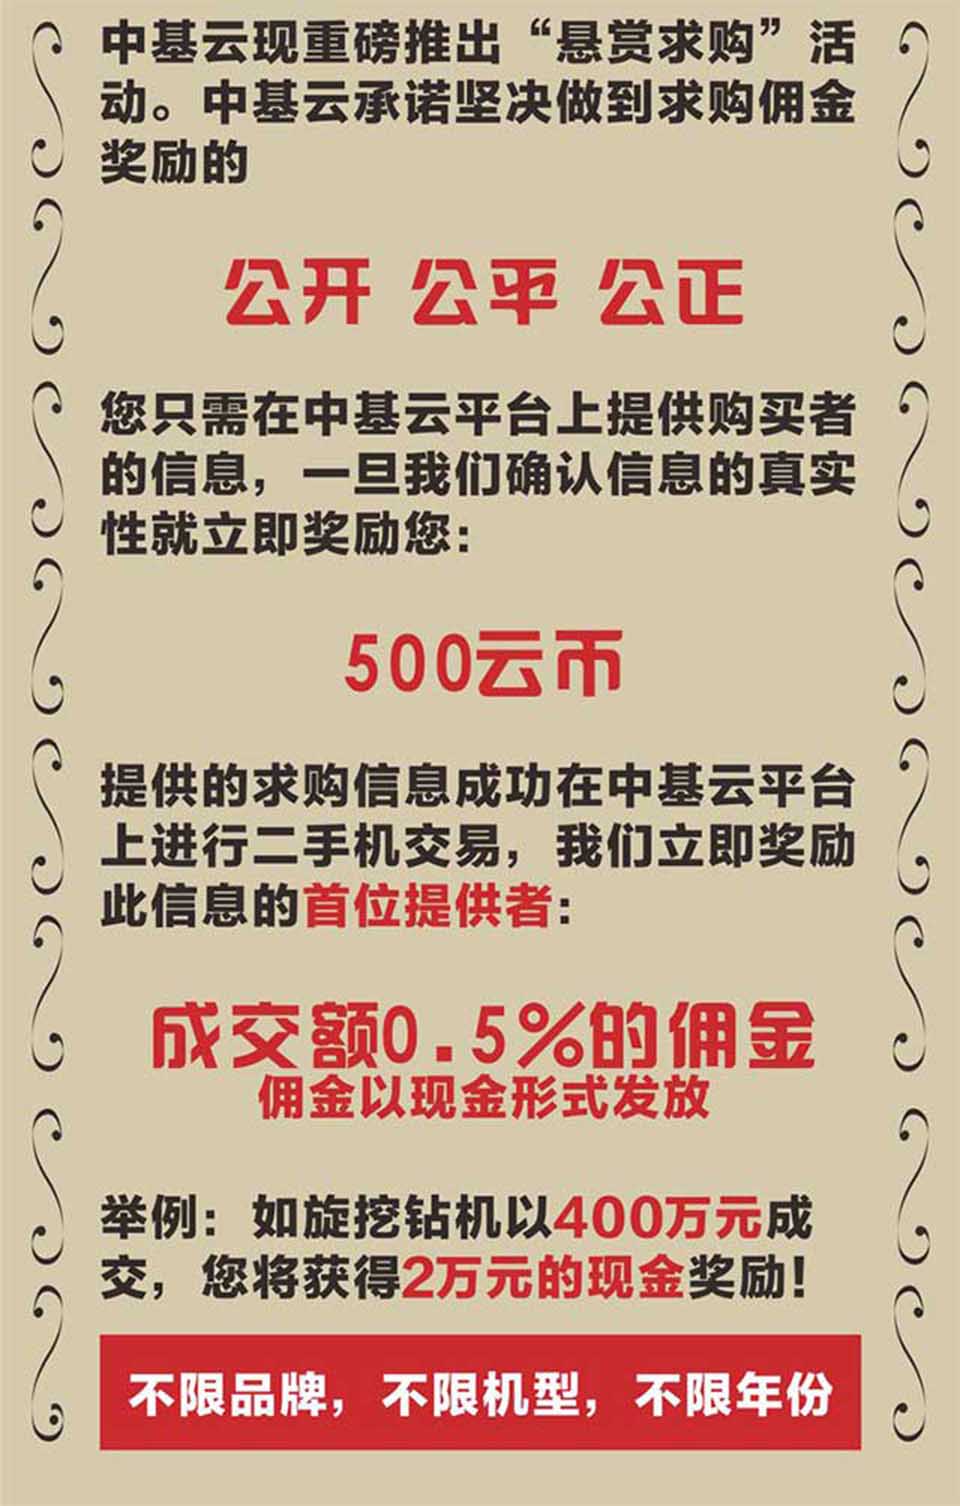 中基云现重磅推出“悬赏求购”活
动。中基云承诺坚决做到求购佣金
奖励的
公开 公平 公正
您只需在中基云平台上提供购买者
的信息，一旦我们确认信息的真实
性就立即奖励您：
500云币
提供的求购信息成功在中基云平台
上进行二手机交易，我们立即奖励
此信息的首位提供者：
成交额0.5%的佣金
佣金以现金形式发放
举例：如旋挖钻机以400万元成
交，您将获得2万元的现金奖励！
不限品牌，不限机型，不限年份